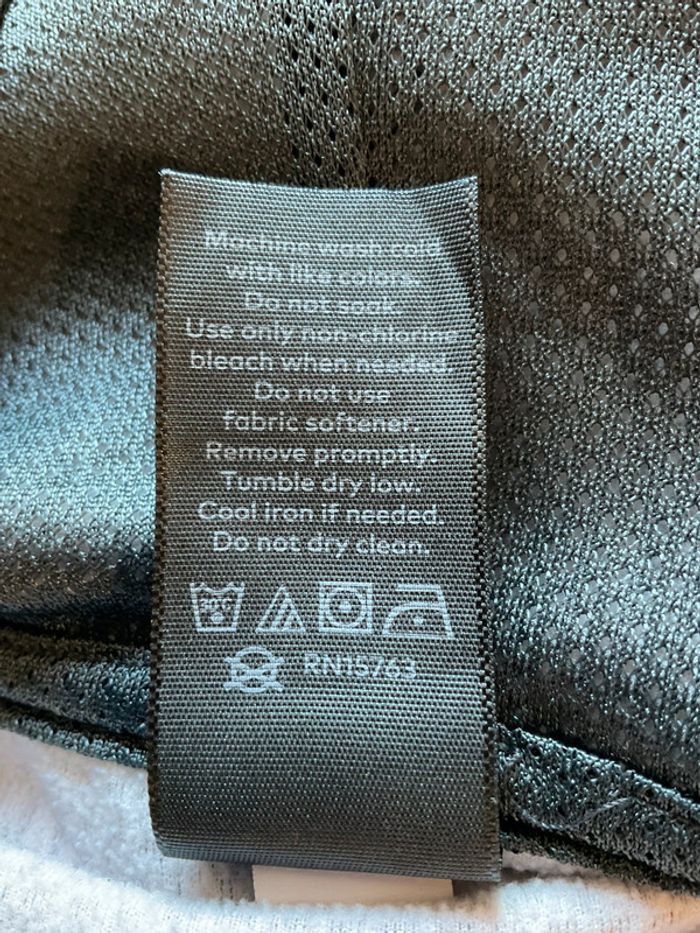 Machine wash cold
with like colors.
Do not soak.
Use only non-chlorine
bleach when needed.
Do not use
fabric softener.
Remove promptly.
Tumble dry low.
Cool iron if needed.
Do not dry clean.
30°C
RN15763